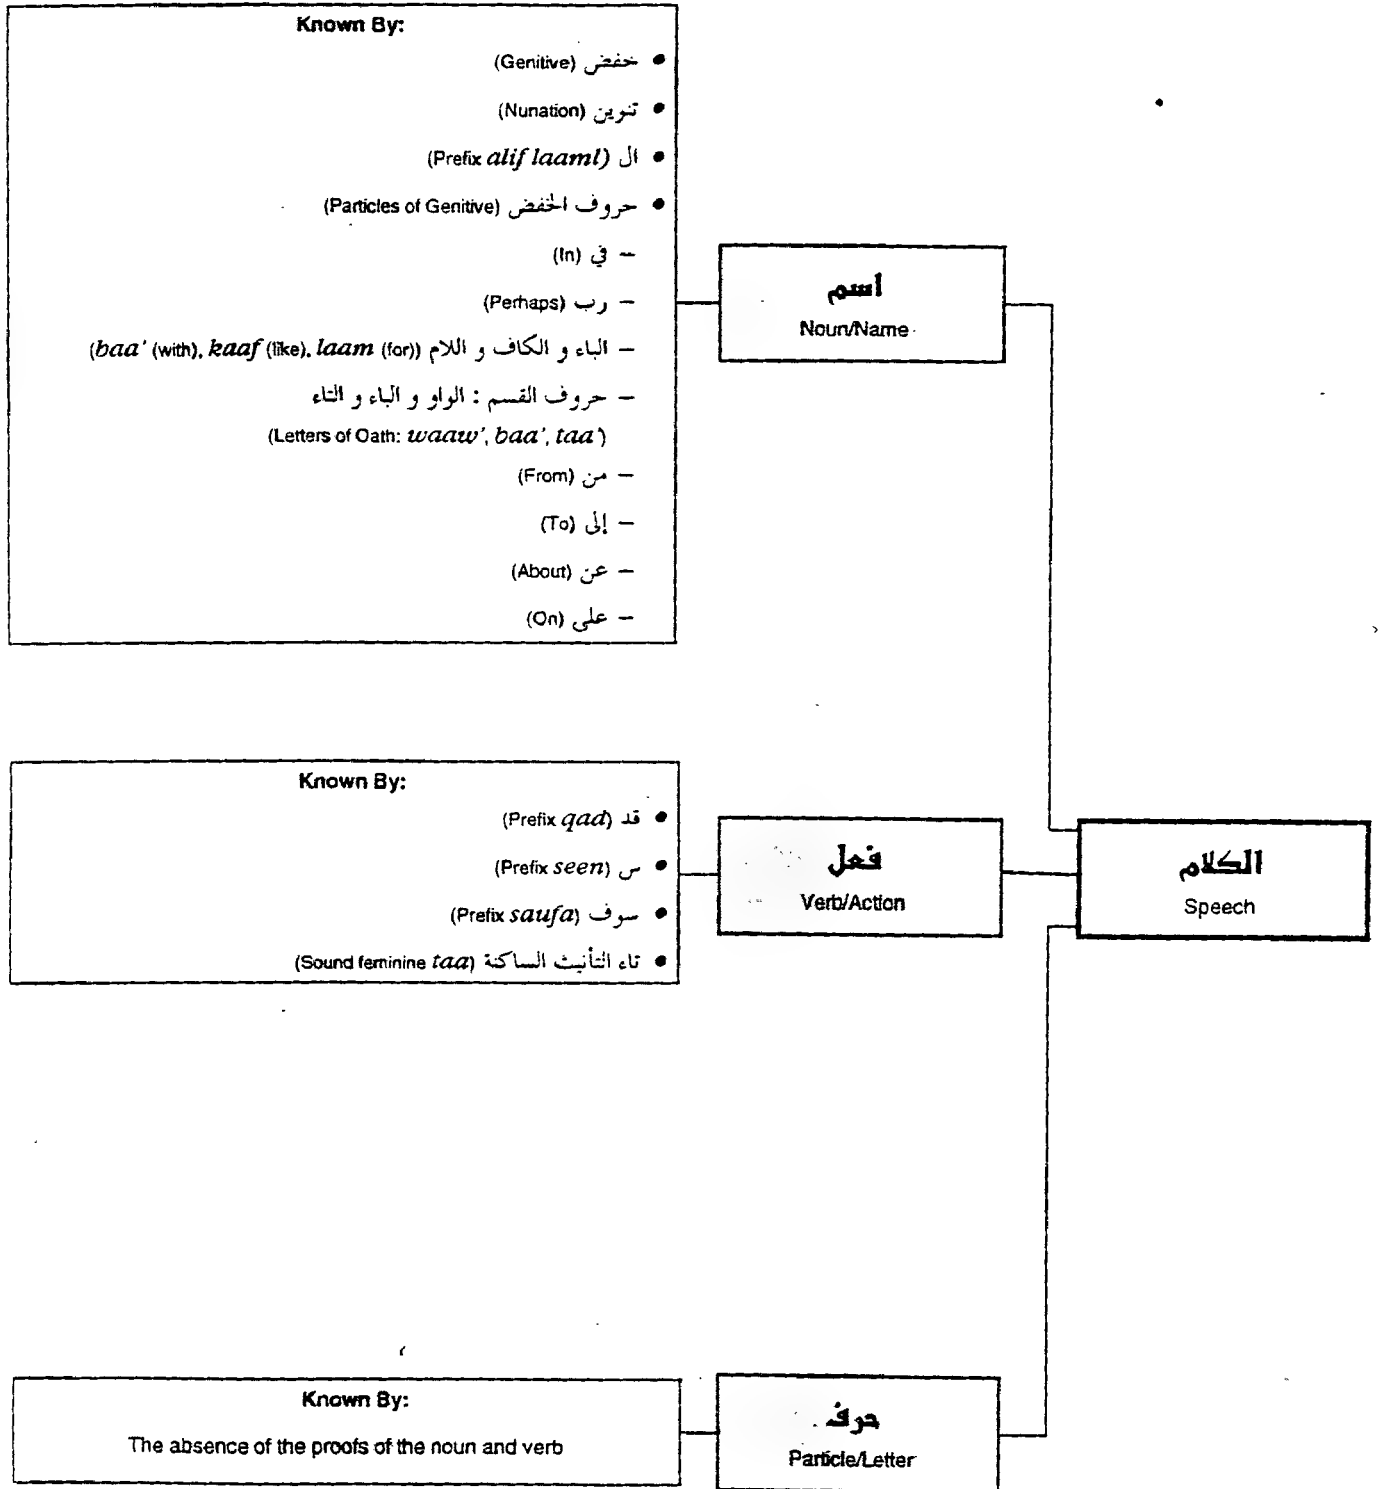 Known By:
• خفض (Genitive)
• تنوين (Nunation)
• ال (Prefix alif laaml)
• حروف الخفض (Particles of Genitive)
– في (In)
– رب (Perhaps)
– الباء و الكاف و اللام (baa' (with), kaaf (like), laam (for))
– حروف القسم : الواو و الباء و التاء
(Letters of Oath: waaw', baa', taa')
– من (From)
– إلى (To)
– عن (About)
– على (On)
اسم
Noun/Name
Known By:
• قد (Prefix qad)
• س (Prefix seen)
• سوف (Prefix saufa)
• تاء التأنيث الساكنة (Sound feminine taa)
فعل
Verb/Action
الكلام
Speech
Known By:
The absence of the proofs of the noun and verb
حرف
Particle/Letter